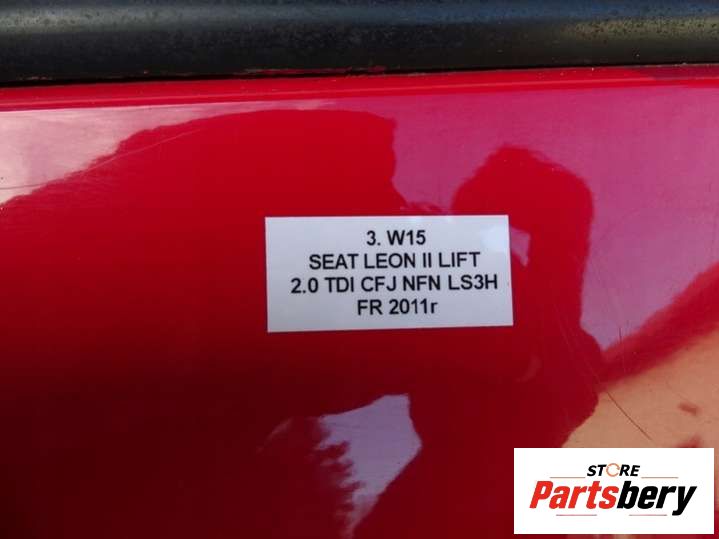 3. W15
SEAT LEON II LIFT
2.0 TDI CFJ NFN LS3H
FR 2011r
STORE
Partsbery